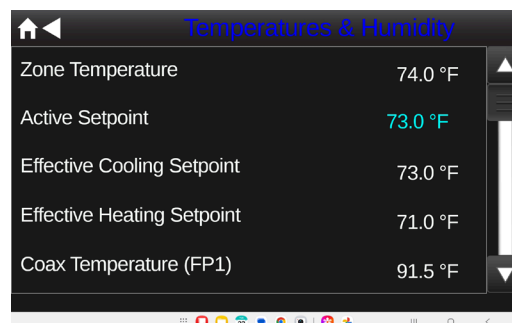 Temperatures & Humidity
Zone Temperature 74.0 °F
Active Setpoint 73.0 °F
Effective Cooling Setpoint 73.0 °F
Effective Heating Setpoint 71.0 °F
Coax Temperature (FP1) 91.5 °F